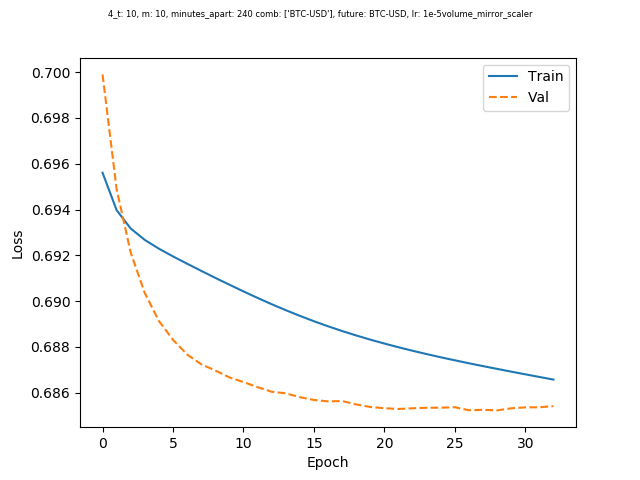 4_t: 10, m: 10, minutes_apart: 240 comb: ['BTC-USD'], future: BTC-USD, lr: 1e-5volume_mirror_scaler
Train
Val
0.700
0.698
0.696
0.694
0.692
0.690
0.688
0.686
Loss
0 5 10 15 20 25 30
Epoch